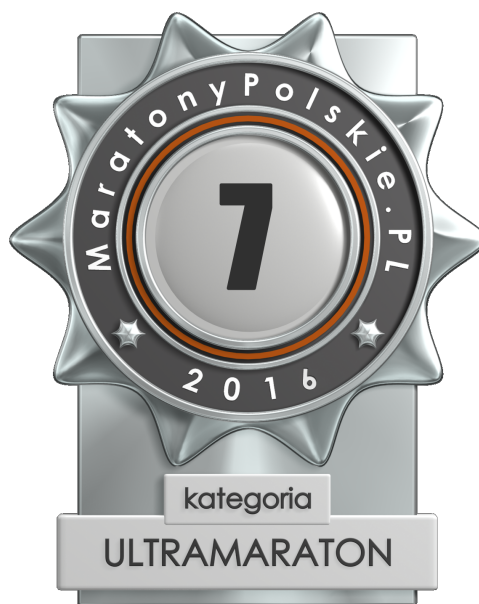 MaratonyPolskie.PL
7
2016
kategoria
ULTRAMARATON